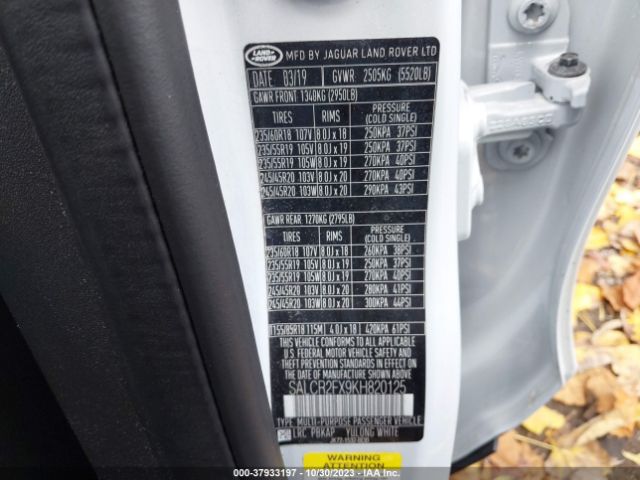 LAND ROVER
MFD BY JAGUAR LAND ROVER LTD
DATE 03/19 GVWR 2505KG (5520LB)
GAWR FRONT 1340KG (2950LB)
TIRES RIMS PRESSURE (COLD SINGLE)
235/60R18 107V 8.0J x 18 250KPA 37PSI
235/55R19 105V 8.0J x 19 250KPA 37PSI
235/55R19 105W 8.0J x 19 270KPA 40PSI
245/45R20 103V 8.0J x 20 270KPA 40PSI
245/45R20 103W 8.0J x 20 290KPA 43PSI
GAWR REAR 1270KG (2795LB)
TIRES RIMS PRESSURE (COLD SINGLE)
235/60R18 107V 8.0J x 18 260KPA 38PSI
235/55R19 105V 8.0J x 19 250KPA 37PSI
235/55R19 105W 8.0J x 19 270KPA 40PSI
245/45R20 103V 8.0J x 20 280KPA 41PSI
245/45R20 103W 8.0J x 20 300KPA 44PSI
T155/85R18 115M 4.0J x 18 420KPA 61PSI
THIS VEHICLE CONFORMS TO ALL APPLICABLE
U.S. FEDERAL MOTOR VEHICLE SAFETY AND
THEFT PREVENTION STANDARDS IN EFFECT
ON THE DATE OF MANUFACTURE SHOWN ABOVE
SALCR2FX9KH820125
TYPE MULTI-PURPOSE PASSENGER VEHICLE
LRC PBKAP YULONG WHITE
WARNING
ATTENTION
000-37933197 - 10/30/2023 - COPYRIGHT IAA, LLC